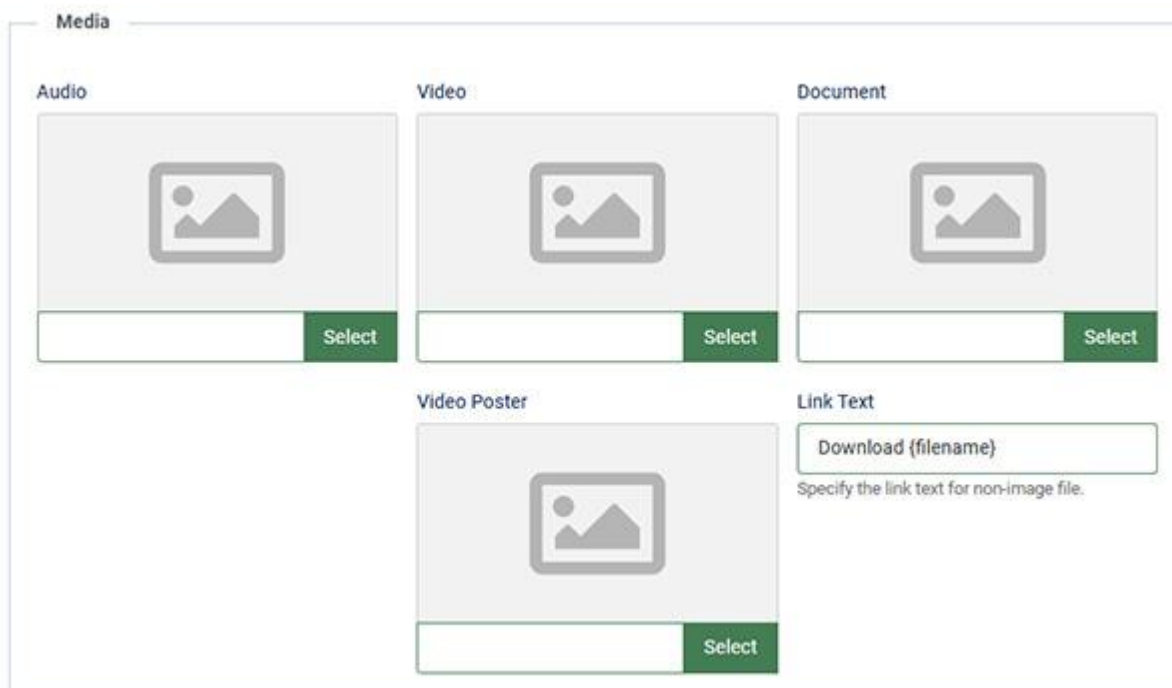 Media
Audio
Video
Document
Select
Select
Select
Video Poster
Link Text
Download {filename}
Specify the link text for non-image file.
Select